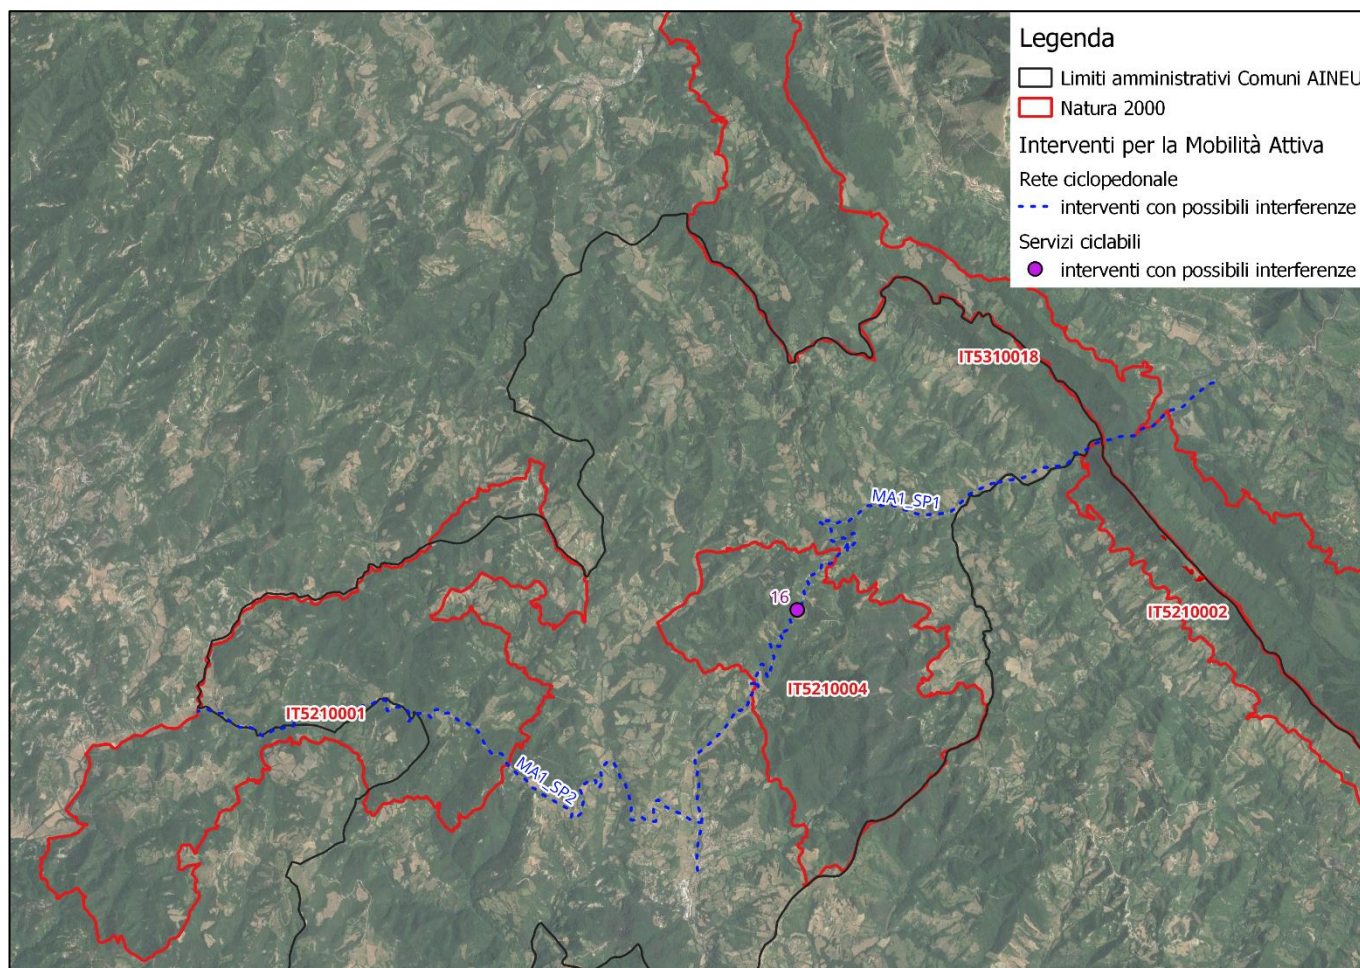 Legenda
Limiti amministrativi Comuni AINEU
Natura 2000
Interventi per la Mobilità Attiva
Rete ciclopedonale
interventi con possibili interferenze
Servizi ciclabili
interventi con possibili interferenze
IT5310018
MA1_SP1
16
IT5210002
IT5210004
IT5210001
MA1_SP2